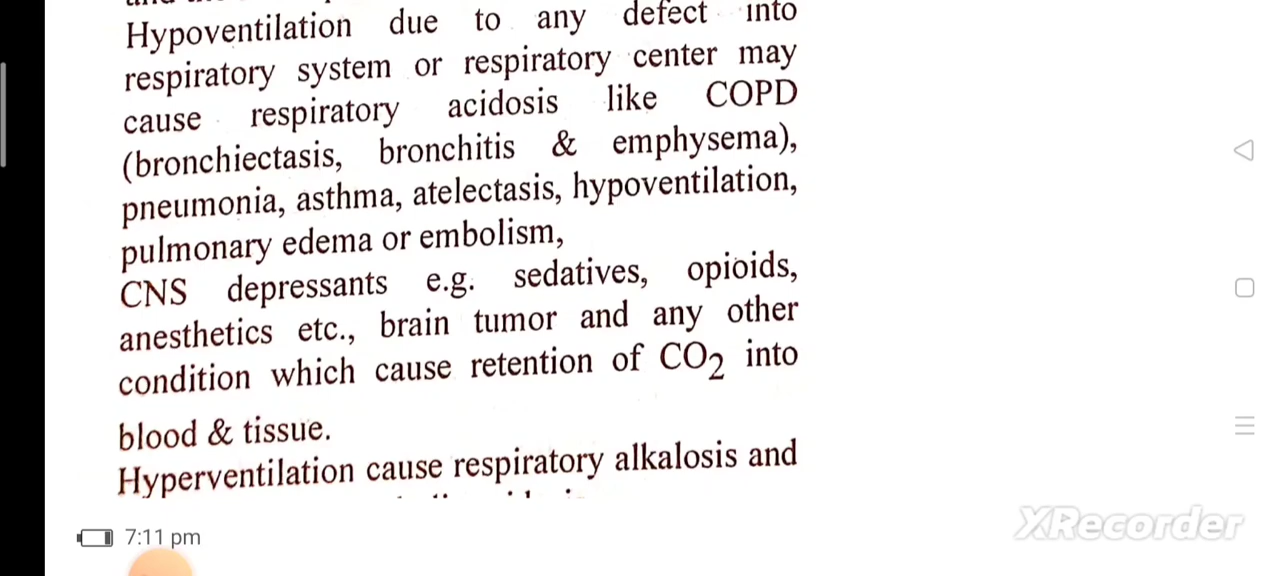 Hypoventilation due to any defect into
respiratory system or respiratory center may
cause respiratory acidosis like COPD
(bronchiectasis, bronchitis & emphysema),
pneumonia, asthma, atelectasis, hypoventilation,
pulmonary edema or embolism,
CNS depressants e.g. sedatives, opioids,
anesthetics etc., brain tumor and any other
condition which cause retention of CO2 into
blood & tissue.
Hyperventilation cause respiratory alkalosis and
7:11 pm
XRecorder